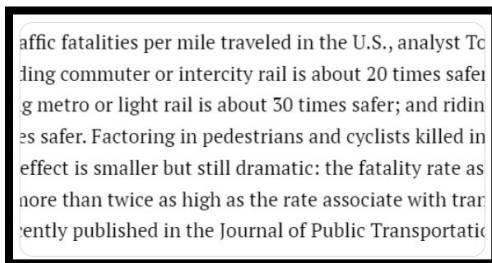 affic fatalities per mile traveled in the U.S., analyst
ding commuter or intercity rail is about 20 times safer
g metro or light rail is about 30 times safer; and ridin
es safer. Factoring in pedestrians and cyclists killed in
effect is smaller but still dramatic: the fatality rate as
more than twice as high as the rate associate with tran
ently published in the Journal of Public Transportatio